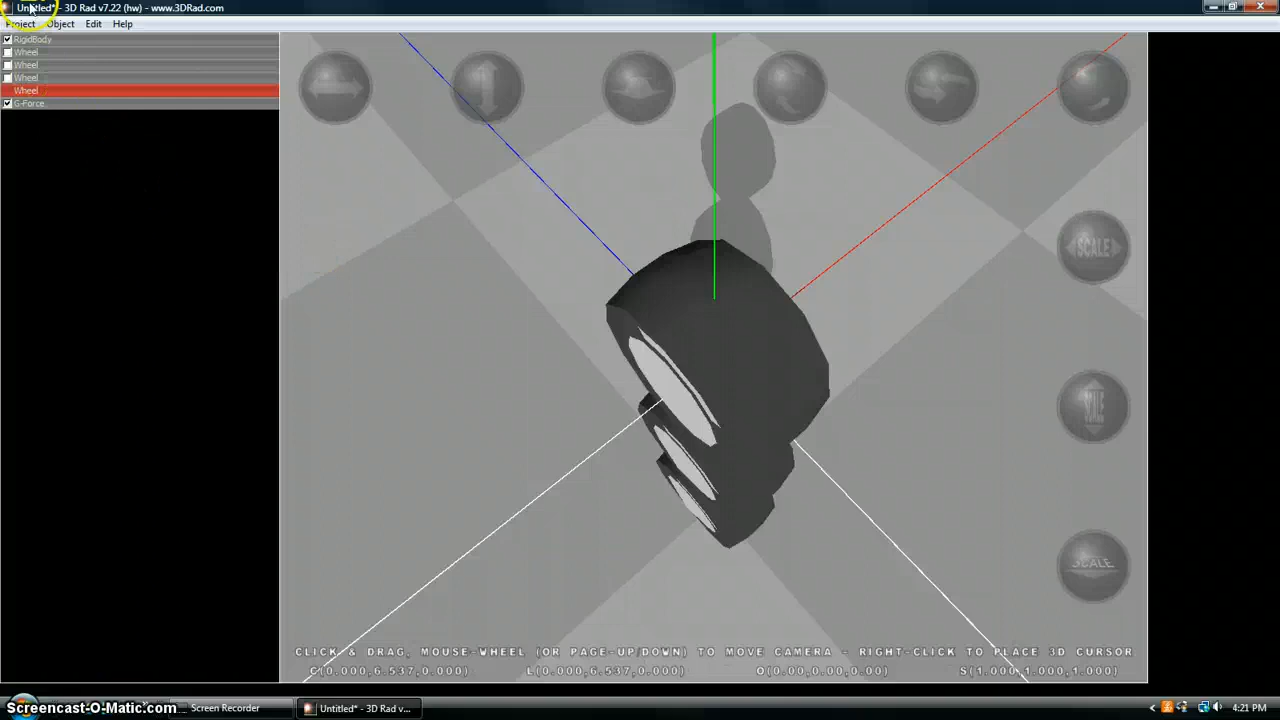 Untitled* - 3D Rad v7.22 (hw) - www.3DRad.com
Project Object Edit Help
RigidBody
Wheel
Wheel
Wheel
Wheel
G-Force
SCALE
SCALE
SCALE
CLICK & DRAG, MOUSE-WHEEL (OR PAGE-UP/DOWN) TO MOVE CAMERA - RIGHT-CLICK TO PLACE 3D CURSOR
C(0.000,6.537,0.000) L(0.000,6.537,0.000) O(0.00,0.00,0.00) S(1.000,1.000,1.000)
Screencast-O-Matic.com
Screen Recorder
Untitled* - 3D Rad v...
4:21 PM